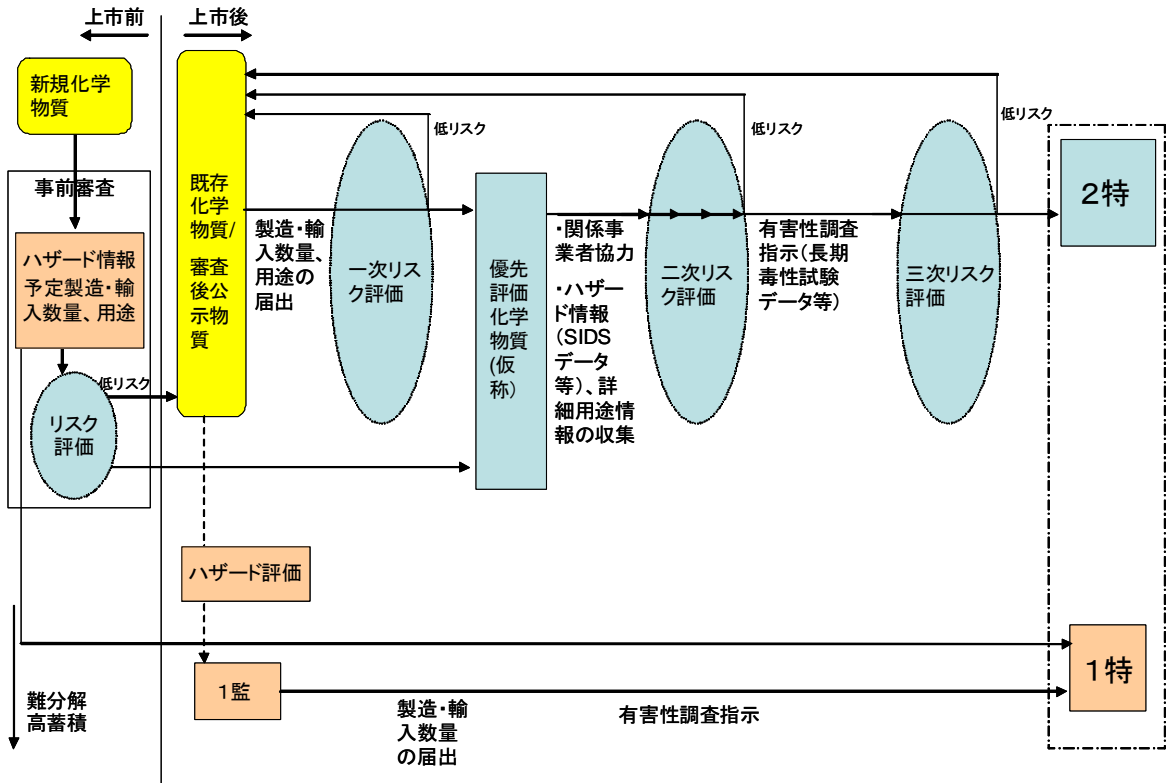 上市前
上市後
新規化学
物質
事前審査
ハザード情報
予定製造・輸
入数量、用途
低リスク
リスク
評価
既存
化学
物質/
審査
後公
示物
質
製造・輸
入数量、
用途の
届出
低リスク
一次リス
ク評価
優先
評価
化学
物質
(仮
称)
・関係事
業者協力
・ハザー
ド情報
(SIDS
データ
等)、詳
細用途情
報の収集
低リスク
二次リス
ク評価
有害性調査
指示(長期
毒性試験
データ等)
低リスク
三次リスク
評価
2特
ハザード評価
1監
製造・輸
入数量
の届出
有害性調査指示
1特
難分解
高蓄積